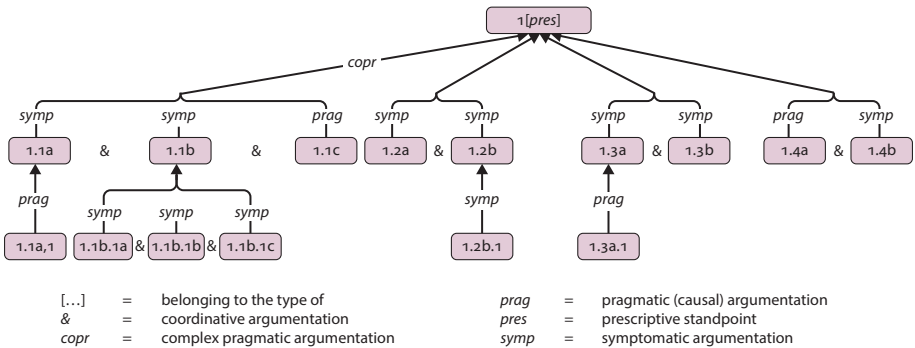 1[pres]
copr
symp symp prag symp symp symp symp prag symp
1.1a & 1.1b & 1.1c 1.2a & 1.2b 1.3a & 1.3b 1.4a & 1.4b
prag symp prag
symp symp symp
1.1a,1 1.1b.1a & 1.1b.1b & 1.1b.1c 1.2b.1 1.3a.1
[...] = belonging to the type of prag = pragmatic (causal) argumentation
& = coordinative argumentation pres = prescriptive standpoint
copr = complex pragmatic argumentation symp = symptomatic argumentation